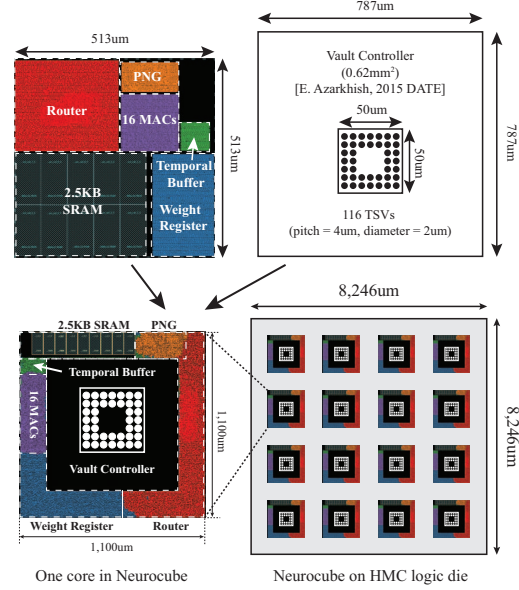 513um
787um
PNG
Router
16 MACs
Temporal
Buffer
2.5KB
SRAM
Weight
Register
513um
Vault Controller
(0.62mm²)
[E. Azarkhish, 2015 DATE]
50um
50um
116 TSVs
(pitch = 4um, diameter = 2um)
787um
2.5KB SRAM
PNG
Temporal Buffer
16 MACs
Vault Controller
1,100um
Weight Register
Router
1,100um
One core in Neurocube
8,246um
8,246um
Neurocube on HMC logic die